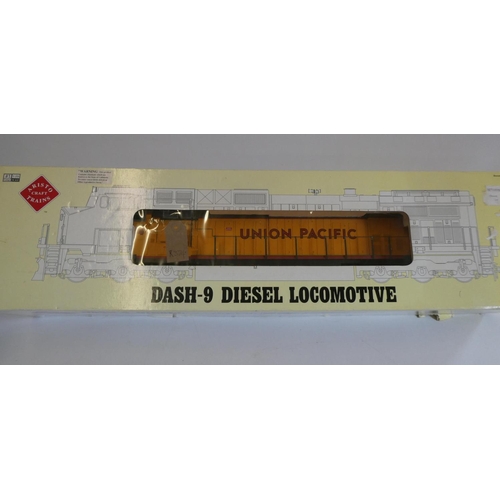 ARISTO
CRAFT
TRAINS
UNION PACIFIC
DASH-9 DIESEL LOCOMOTIVE